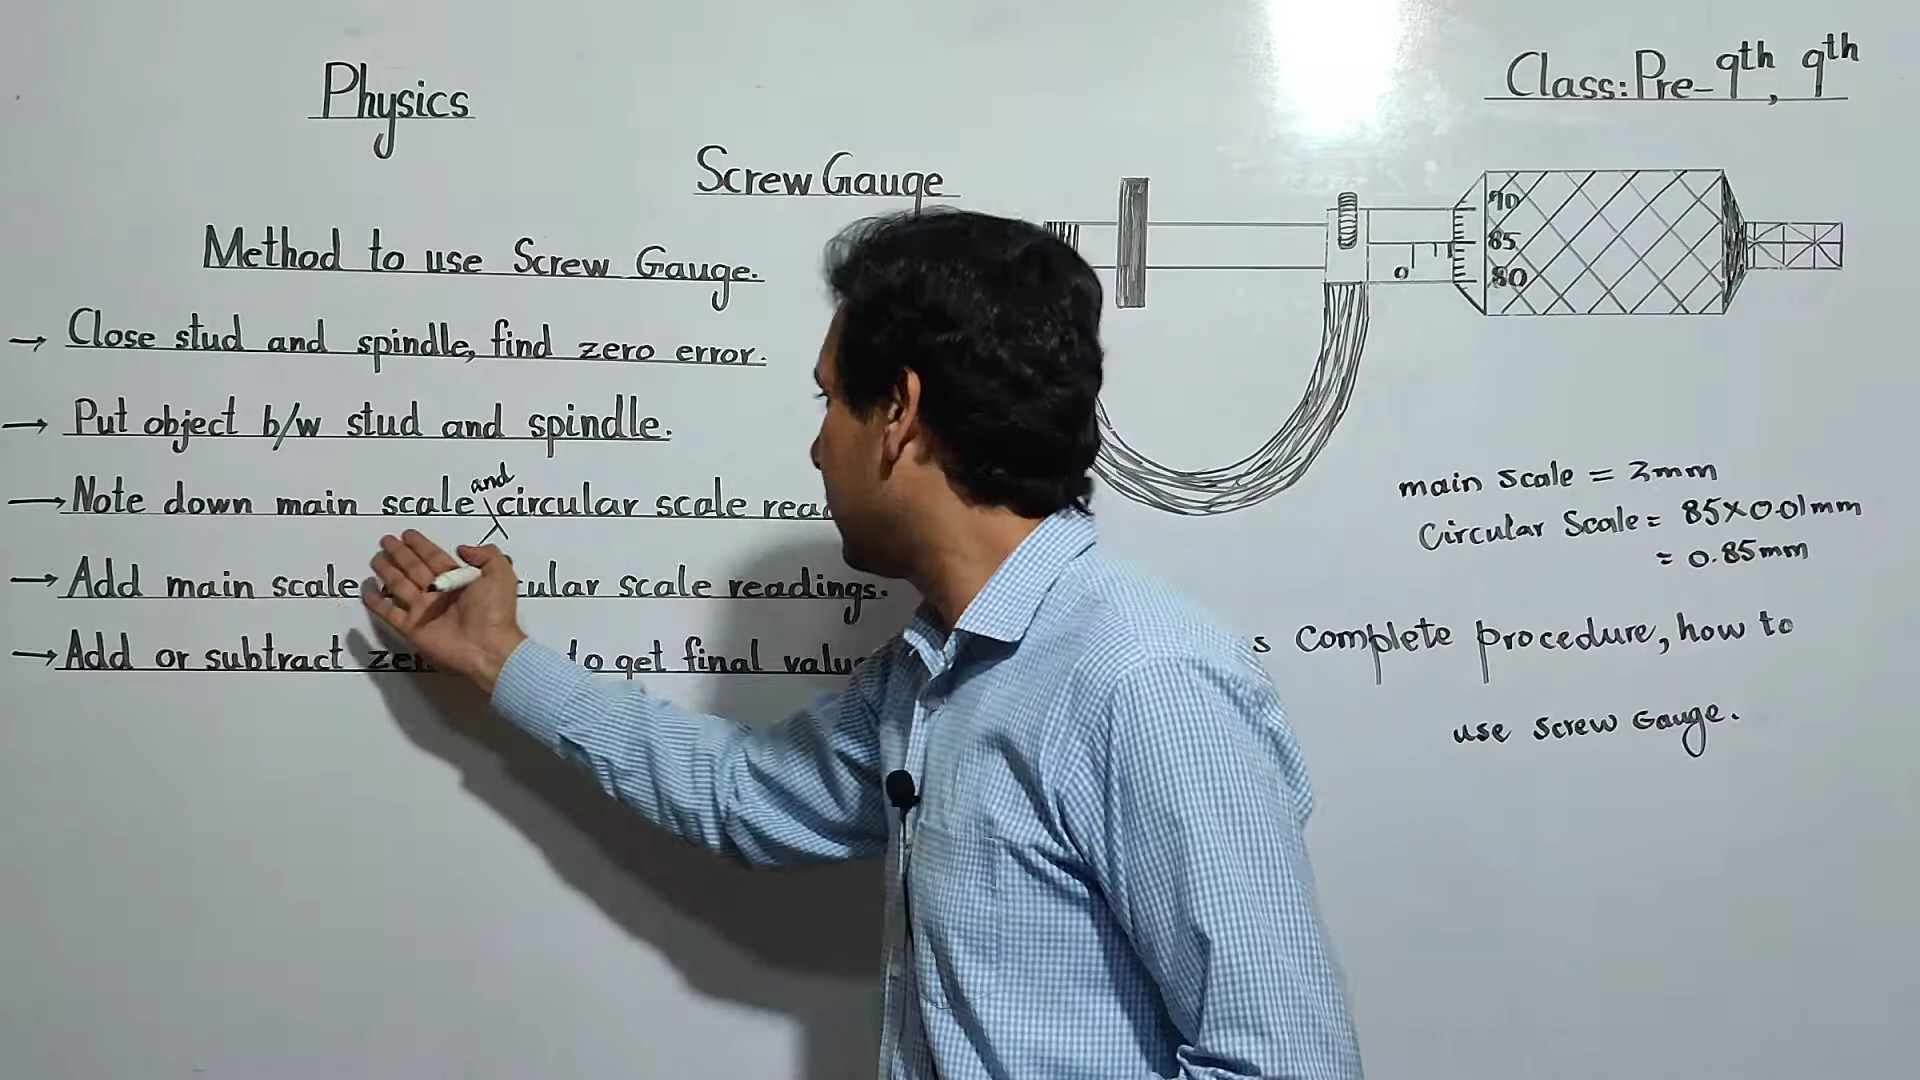 Physics
Class: Pre-9th, 9th
Screw Gauge
Method to use Screw Gauge.
→ Close stud and spindle, find zero error.
→ Put object b/w stud and spindle.
and
→ Note down main scale circular scale
→ Add main scale scale readings.
→ Add or subtract to get final
90
85
80
0
main scale = 3mm
Circular Scale = 85×0.01mm
= 0.85mm
complete procedure, how to
use screw Gauge.